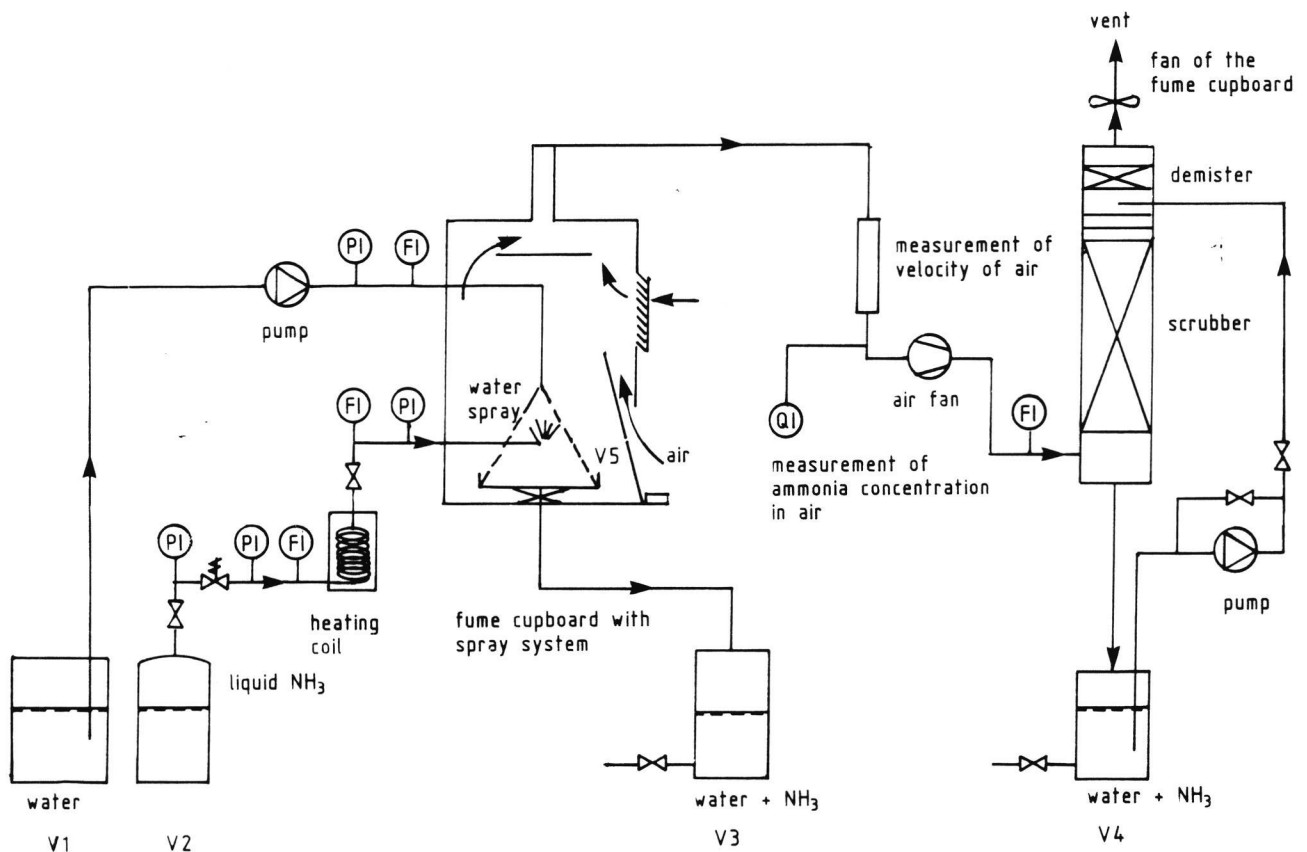 vent
fan of the
fume cupboard
demister
PI
FI
measurement of
velocity of air
pump
scrubber
water
spray
FI
PI
air fan
QI
V5
air
FI
measurement of
ammonia concentration
in air
PI
PI
FI
pump
heating
coil
fume cupboard with
spray system
liquid NH₃
water
water + NH₃
water + NH₃
V1
V2
V3
V4